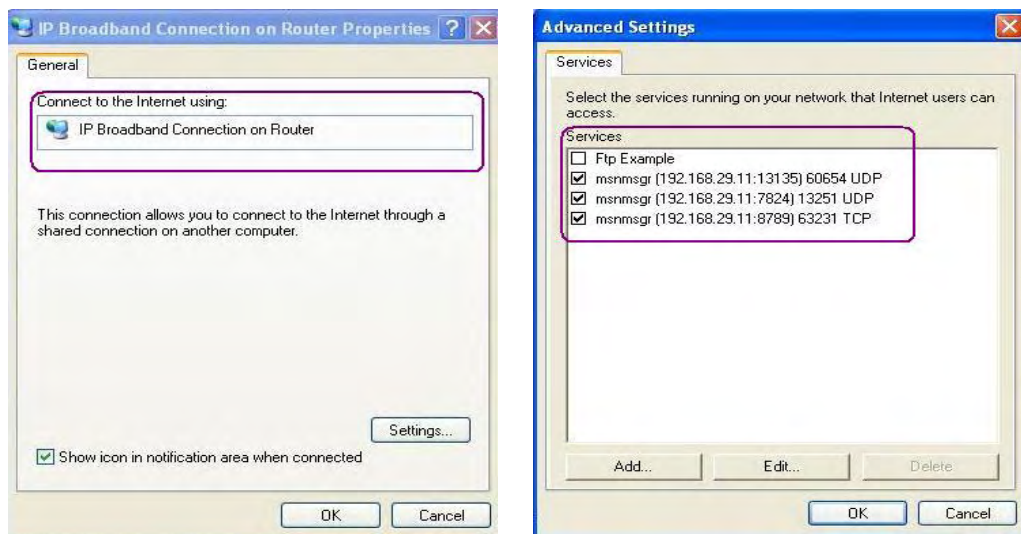 IP Broadband Connection on Router Properties
General
Connect to the Internet using:
IP Broadband Connection on Router
This connection allows you to connect to the Internet through a
shared connection on another computer.
Settings...
Show icon in notification area when connected
OK Cancel
Advanced Settings
Services
Select the services running on your network that Internet users can
access.
Services
Ftp Example
msnmsgr (192.168.29.11:13135) 60654 UDP
msnmsgr (192.168.29.11:7824) 13251 UDP
msnmsgr (192.168.29.11:8789) 63231 TCP
Add... Edit... Delete
OK Cancel